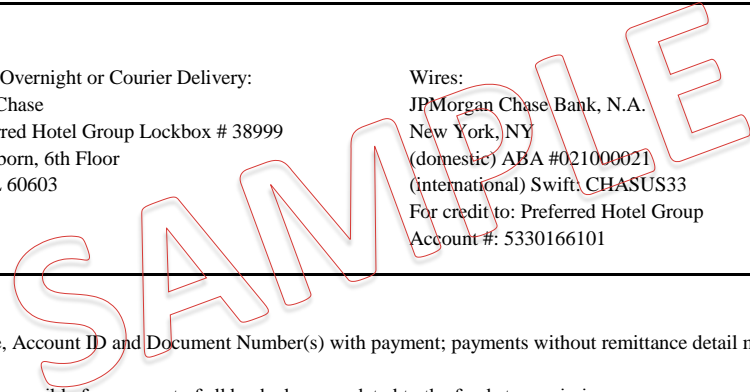 Overnight or Courier Delivery:
Chase
rred Hotel Group Lockbox # 38999
born, 6th Floor
60603
Wires:
JPMorgan Chase Bank, N.A.
New York, NY
(domestic) ABA #021000021
(international) Swift: CHASUS33
For credit to: Preferred Hotel Group
Account #: 5330166101
SAMPLE
, Account ID and Document Number(s) with payment; payments without remittance detail